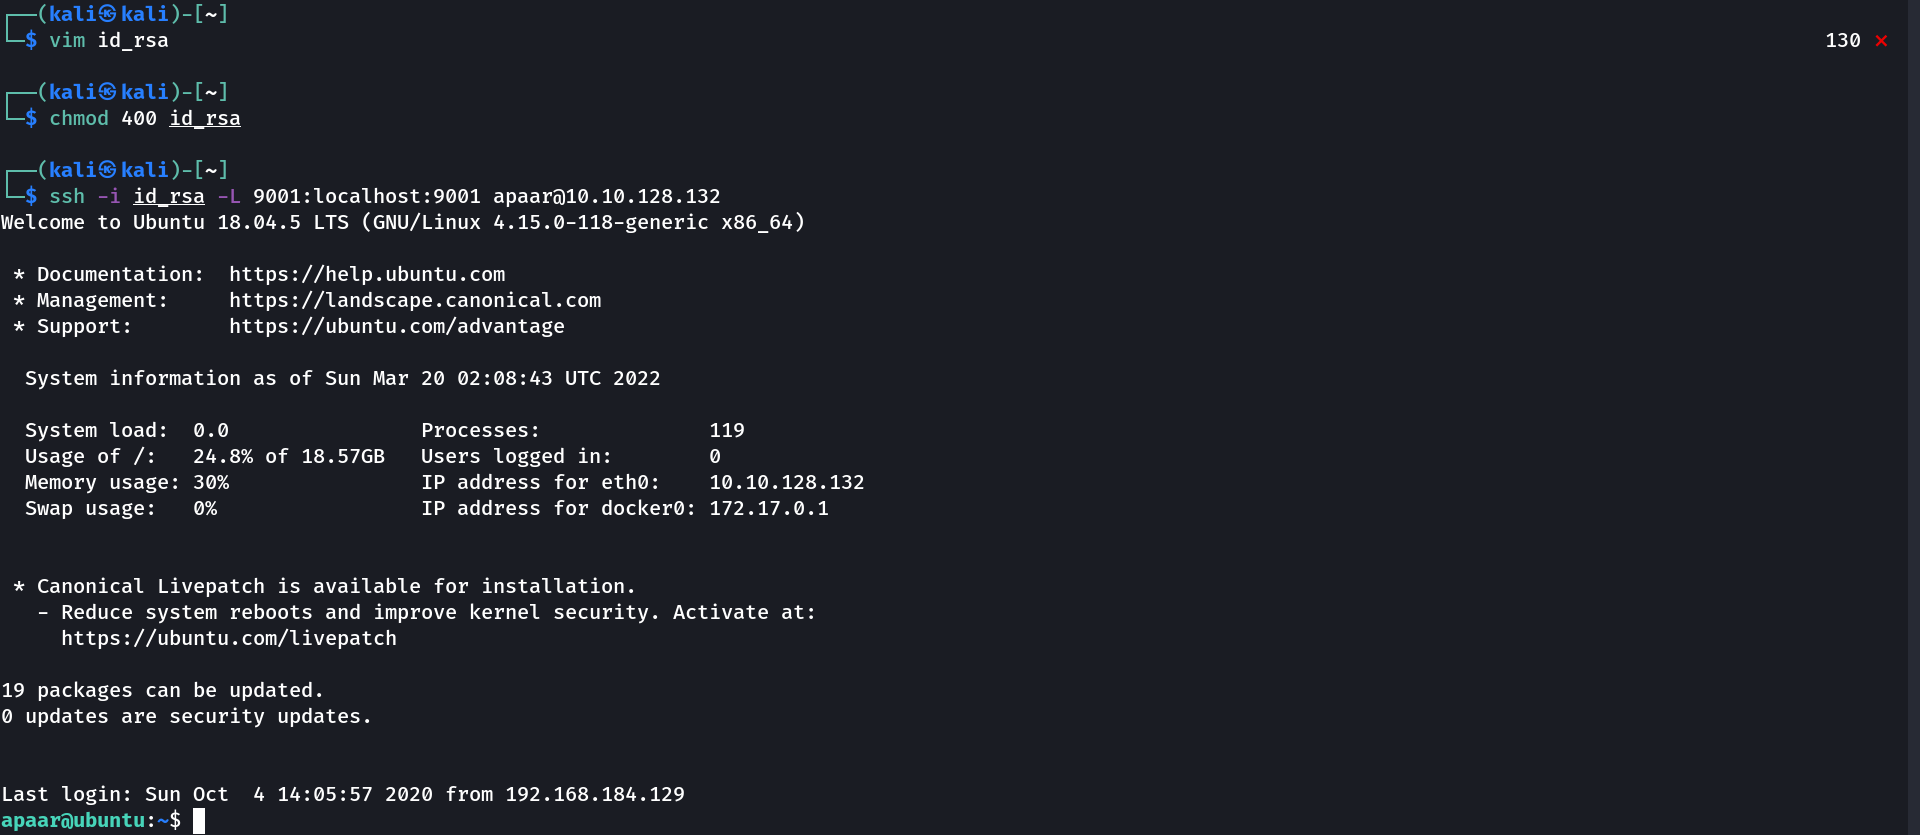 ┌──(kali㉿kali)-[~]
└─$ vim id_rsa 130 ⨯
┌──(kali㉿kali)-[~]
└─$ chmod 400 id_rsa
┌──(kali㉿kali)-[~]
└─$ ssh -i id_rsa -L 9001:localhost:9001 apaar@10.10.128.132
Welcome to Ubuntu 18.04.5 LTS (GNU/Linux 4.15.0-118-generic x86_64)
* Documentation: https://help.ubuntu.com
* Management: https://landscape.canonical.com
* Support: https://ubuntu.com/advantage
System information as of Sun Mar 20 02:08:43 UTC 2022
System load: 0.0 Processes: 119
Usage of /: 24.8% of 18.57GB Users logged in: 0
Memory usage: 30% IP address for eth0: 10.10.128.132
Swap usage: 0% IP address for docker0: 172.17.0.1
* Canonical Livepatch is available for installation.
- Reduce system reboots and improve kernel security. Activate at:
https://ubuntu.com/livepatch
19 packages can be updated.
0 updates are security updates.
Last login: Sun Oct 4 14:05:57 2020 from 192.168.184.129
apaar@ubuntu:~$